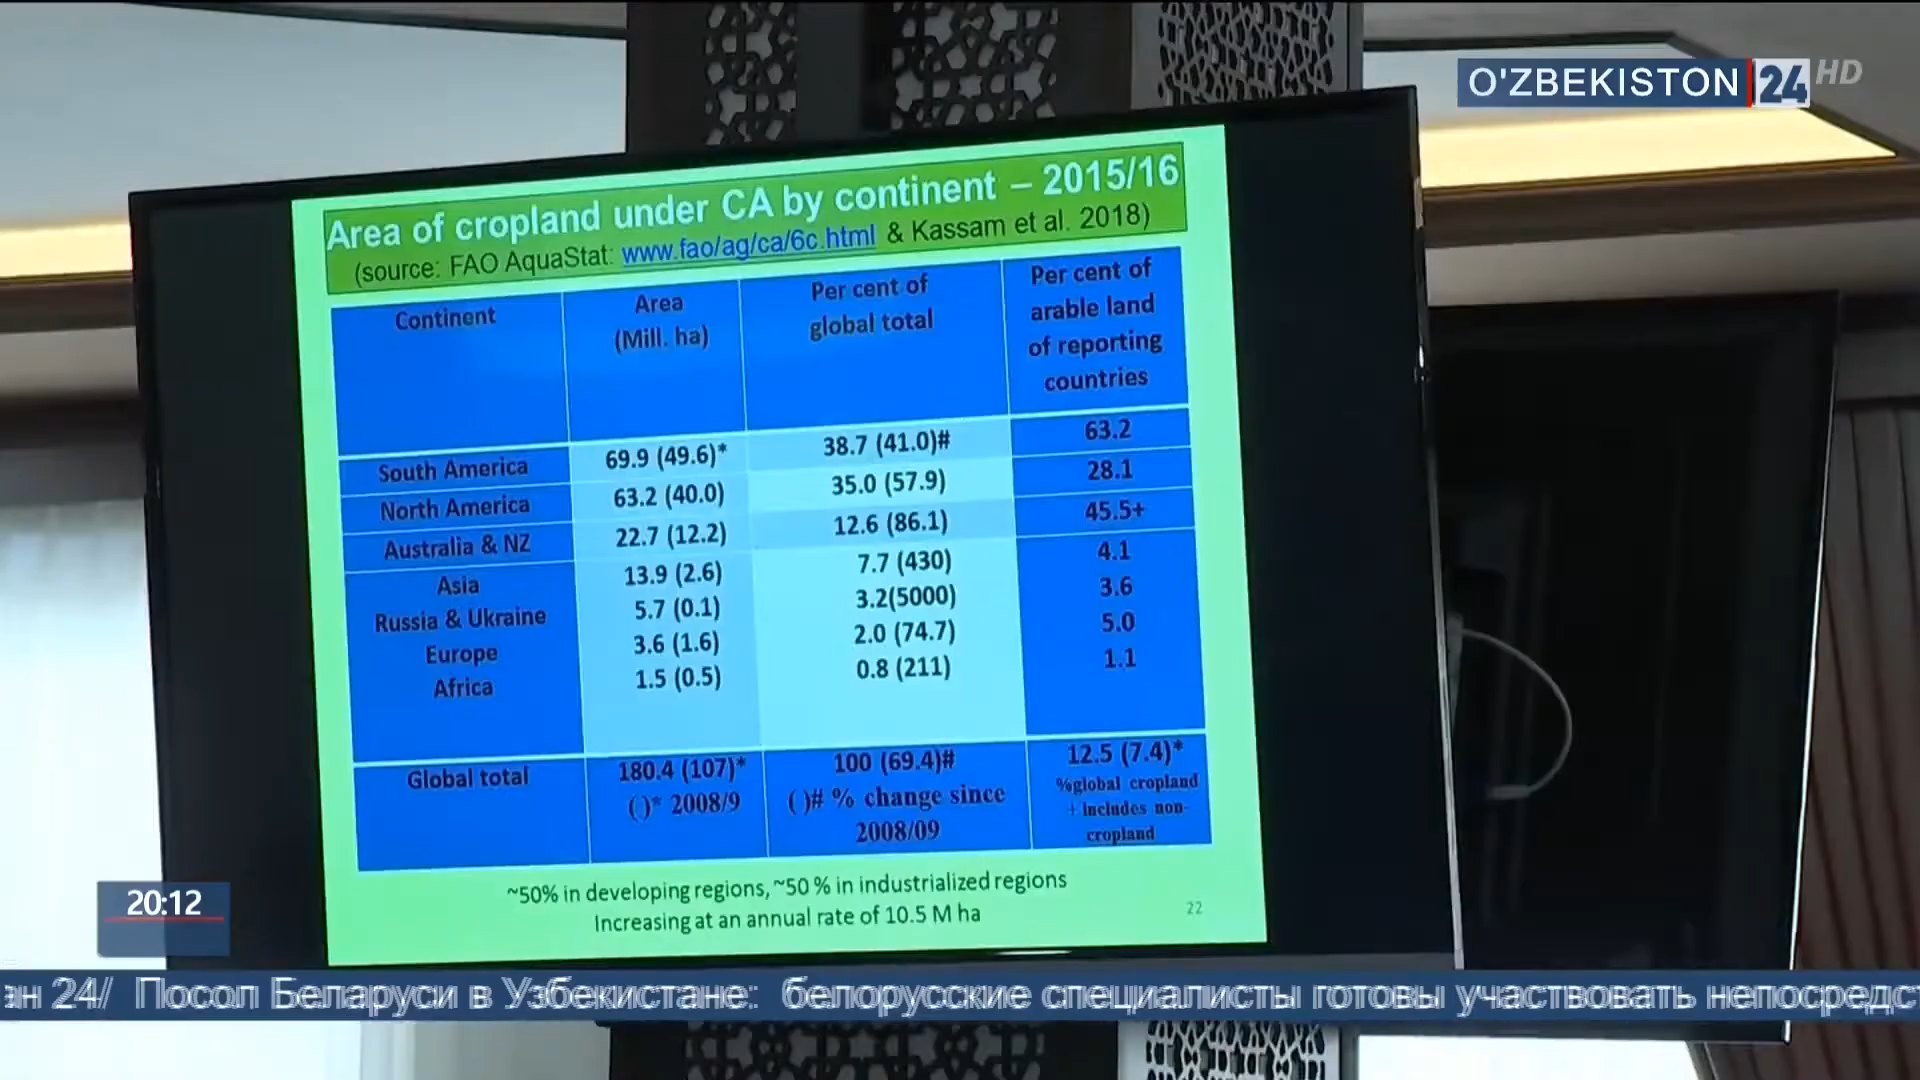 O'ZBEKISTON 24 HD
Area of cropland under CA by continent – 2015/16
(source: FAO AquaStat: www.fao/ag/ca/6c.html & Kassam et al. 2018)
Continent
Area
(Mill. ha)
Per cent of
global total
Per cent of
arable land
of reporting
countries
South America 69.9 (49.6)* 38.7 (41.0)# 63.2
North America 63.2 (40.0) 35.0 (57.9) 28.1
Australia & NZ 22.7 (12.2) 12.6 (86.1) 45.5+
Asia 13.9 (2.6) 7.7 (430) 4.1
Russia & Ukraine 5.7 (0.1) 3.2(5000) 3.6
Europe 3.6 (1.6) 2.0 (74.7) 5.0
Africa 1.5 (0.5) 0.8 (211) 1.1
Global total
180.4 (107)*
( )* 2008/9
100 (69.4)#
( )# % change since
2008/09
12.5 (7.4)*
%global cropland
+ includes non-
cropland
~50% in developing regions, ~50 % in industrialized regions
Increasing at an annual rate of 10.5 M ha
22
20:12
ан 24/ Посол Беларуси в Узбекистане: белорусские специалисты готовы участвовать непосредст